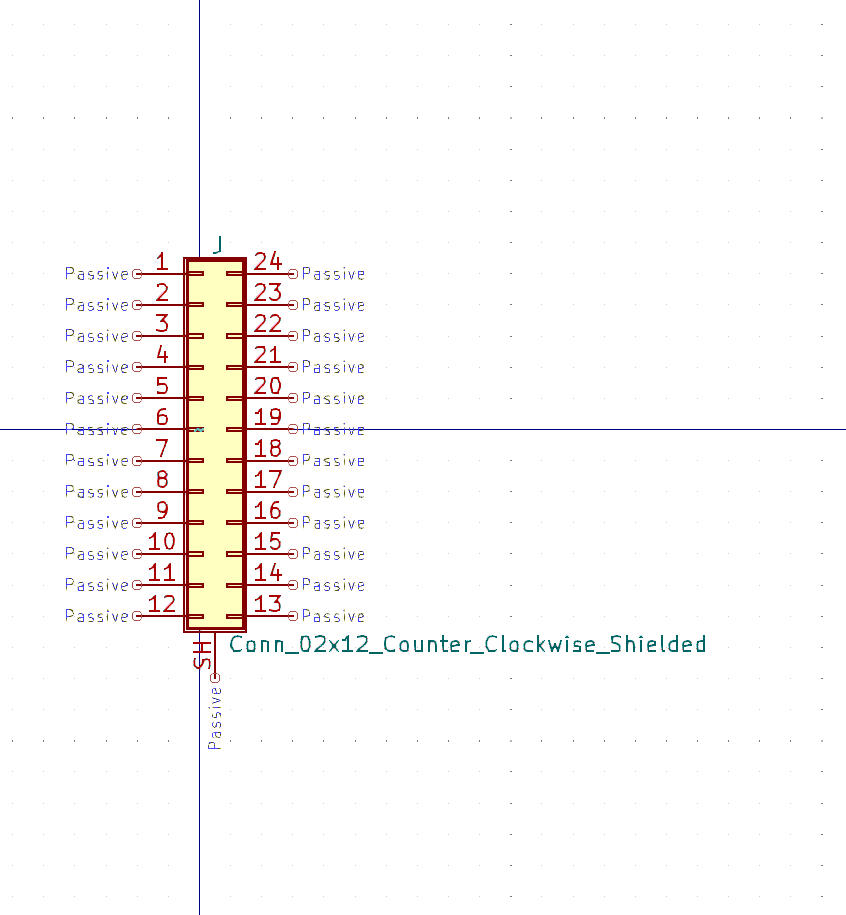 J
Passive 1 24 Passive
Passive 2 23 Passive
Passive 3 22 Passive
Passive 4 21 Passive
Passive 5 20 Passive
Passive 6 19 Passive
Passive 7 18 Passive
Passive 8 17 Passive
Passive 9 16 Passive
Passive 10 15 Passive
Passive 11 14 Passive
Passive 12 13 Passive
SH
Conn_02x12_Counter_Clockwise_Shielded
Passive